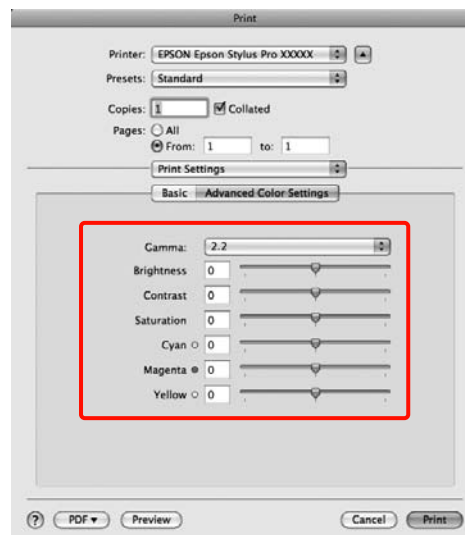 Print
Printer: EPSON Epson Stylus Pro XXXXX
Presets: Standard
Copies: 1 Collated
Pages: All
From: 1 to: 1
Print Settings
Basic Advanced Color Settings
Gamma: 2.2
Brightness 0
Contrast 0
Saturation 0
Cyan 0
Magenta 0
Yellow 0
? PDF▼ Preview Cancel Print